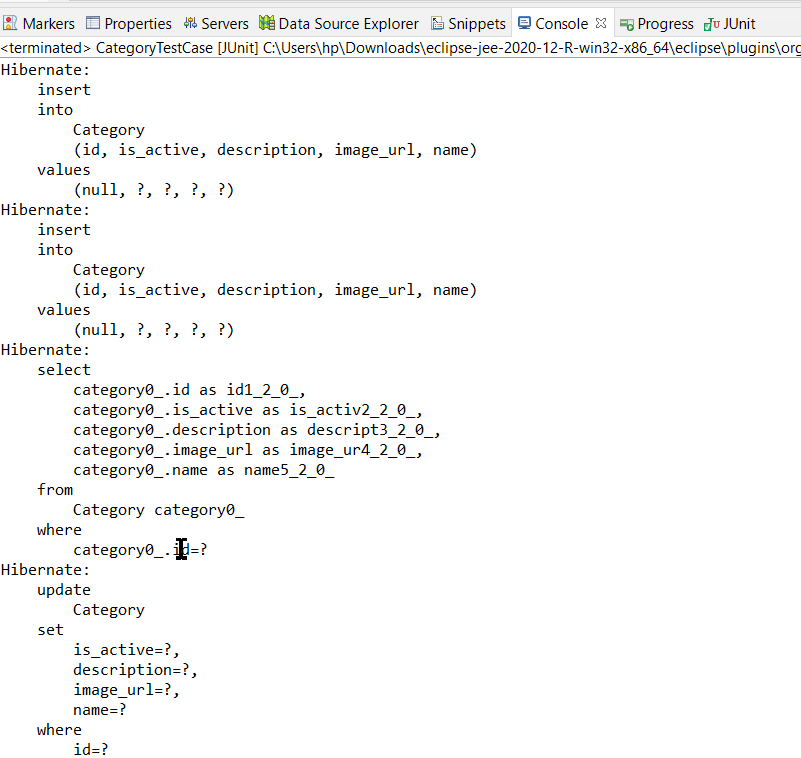 Markers Properties Servers Data Source Explorer Snippets Console Progress JUnit
<terminated> CategoryTestCase [JUnit] C:\Users\hp\Downloads\eclipse-jee-2020-12-R-win32-x86_64\eclipse\plugins\org
Hibernate:
    insert
    into
        Category
        (id, is_active, description, image_url, name)
    values
        (null, ?, ?, ?, ?)
Hibernate:
    insert
    into
        Category
        (id, is_active, description, image_url, name)
    values
        (null, ?, ?, ?, ?)
Hibernate:
    select
        category0_.id as id1_2_0_,
        category0_.is_active as is_activ2_2_0_,
        category0_.description as descript3_2_0_,
        category0_.image_url as image_ur4_2_0_,
        category0_.name as name5_2_0_
    from
        Category category0_
    where
        category0_.id=?
Hibernate:
    update
        Category
    set
        is_active=?,
        description=?,
        image_url=?,
        name=?
    where
        id=?